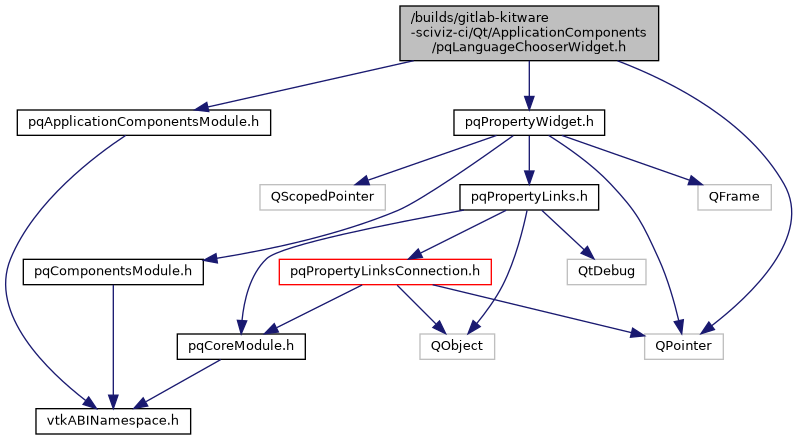 /builds/gitlab-kitware
-sciviz-ci/Qt/ApplicationComponents
/pqLanguageChooserWidget.h
pqApplicationComponentsModule.h
pqPropertyWidget.h
QScopedPointer
pqPropertyLinks.h
QFrame
pqComponentsModule.h
pqPropertyLinksConnection.h
QtDebug
pqCoreModule.h
QObject
QPointer
vtkABINamespace.h